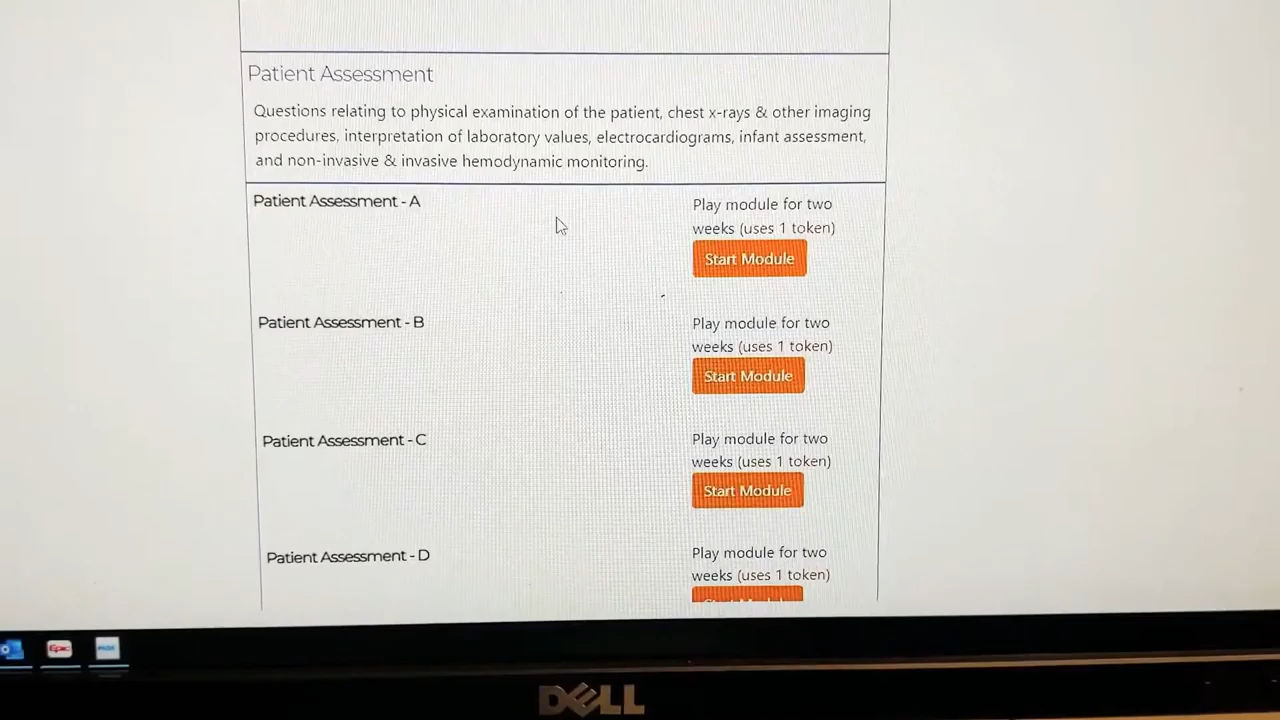 Patient Assessment
Questions relating to physical examination of the patient, chest x-rays & other imaging
procedures, interpretation of laboratory values, electrocardiograms, infant assessment,
and non-invasive & invasive hemodynamic monitoring.
Patient Assessment - A
Play module for two
weeks (uses 1 token)
Start Module
Patient Assessment - B
Play module for two
weeks (uses 1 token)
Start Module
Patient Assessment - C
Play module for two
weeks (uses 1 token)
Start Module
Patient Assessment - D
Play module for two
weeks (uses 1 token)
Epic
DELL